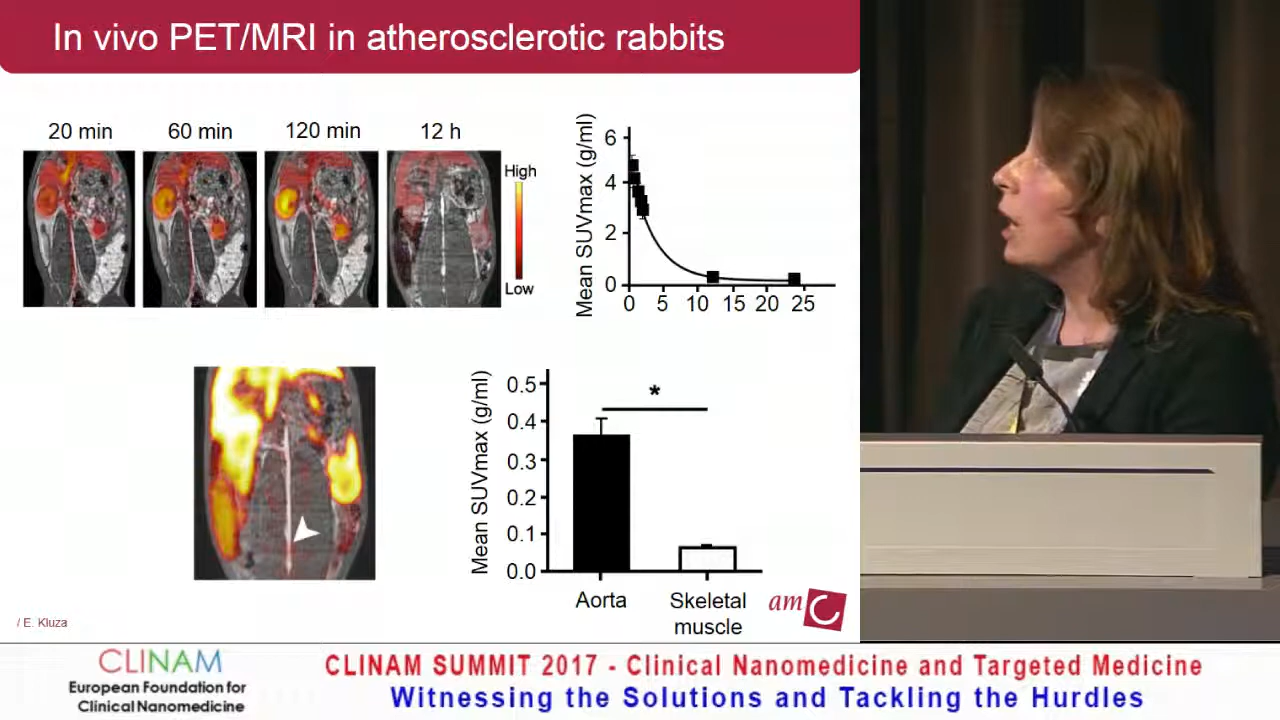 In vivo PET/MRI in atherosclerotic rabbits
20 min
60 min
120 min
12 h
High
Low
Mean SUVmax (g/ml)
6
4
2
0
0 5 10 15 20 25
Mean SUVmax (g/ml)
0.5
0.4
0.3
0.2
0.1
0.0
*
Aorta
Skeletal
muscle
amC
/ E. Kluza
CLINAM
European Foundation for
Clinical Nanomedicine
CLINAM SUMMIT 2017 - Clinical Nanomedicine and Targeted Medicine
Witnessing the Solutions and Tackling the Hurdles